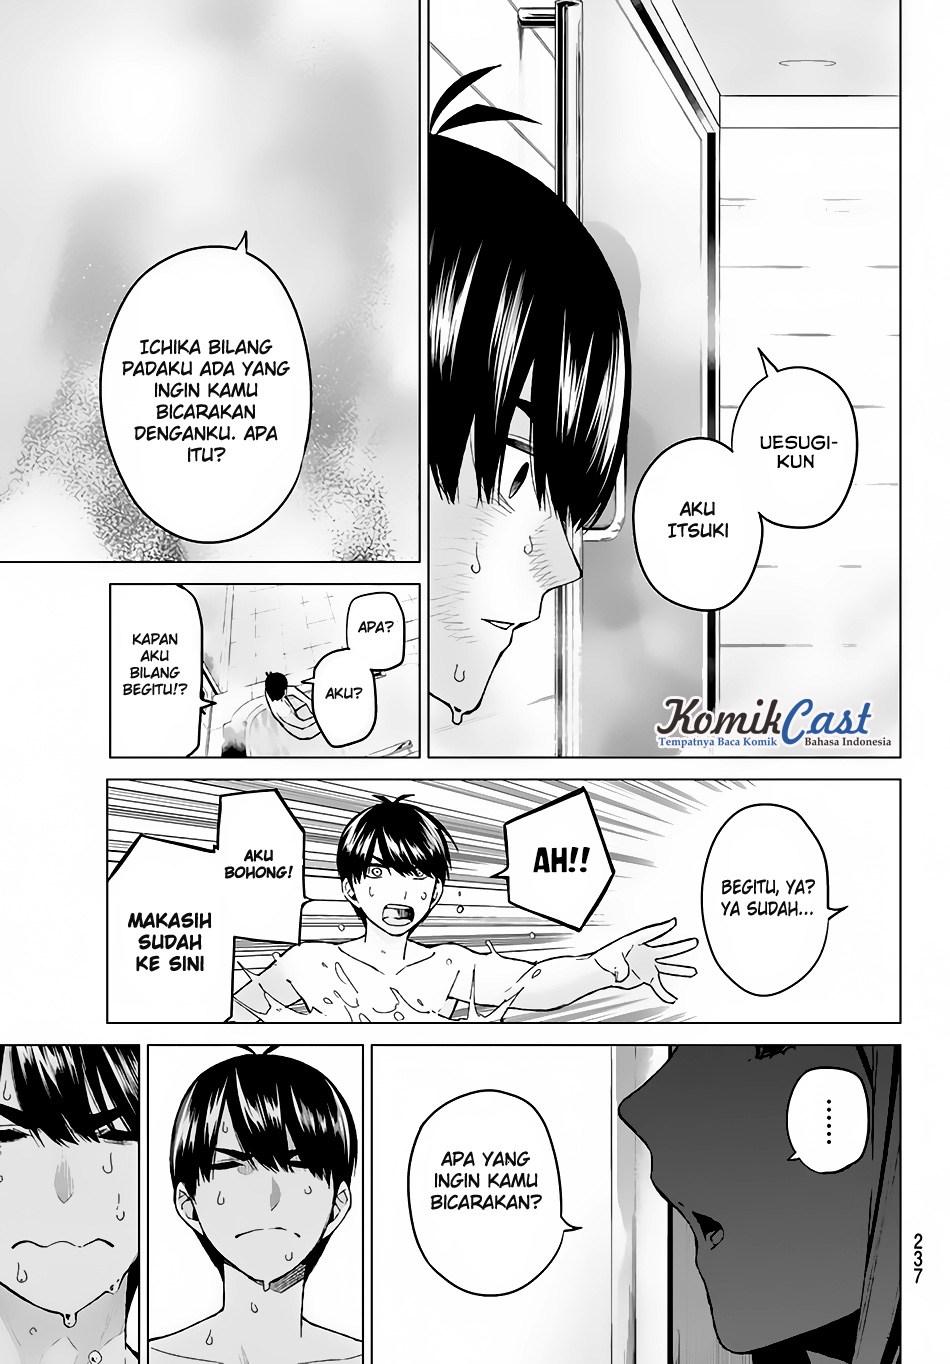 UESUGI-
KUN
AKU
ITSUKI
ICHIKA BILANG
PADAKU ADA YANG
INGIN KAMU
BICARAKAN
DENGANKU. APA
ITU?
KomikCast
Tempatnya Baca Komik Bahasa Indonesia
APA?
AKU?
KAPAN
AKU
BILANG
BEGITU!?
BEGITU, YA?
YA SUDAH...
AH!!
AKU
BOHONG!
MAKASIH
SUDAH
KE SINI
........
APA YANG
INGIN KAMU
BICARAKAN?
237